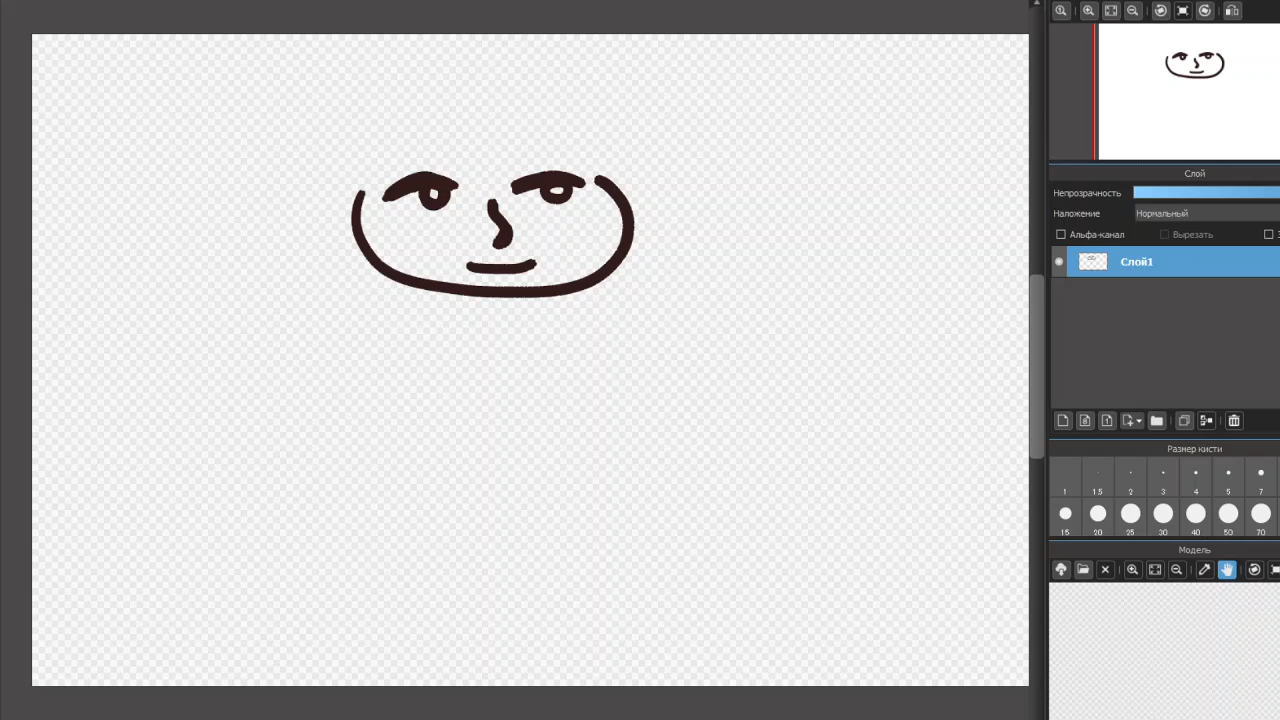 Слой
Непрозрачность
Наложение Нормальный
Альфа-канал Вырезать
Слой1
Размер кисти
1 1.5 2 3 4 5 7
15 20 25 30 40 50 70
Модель